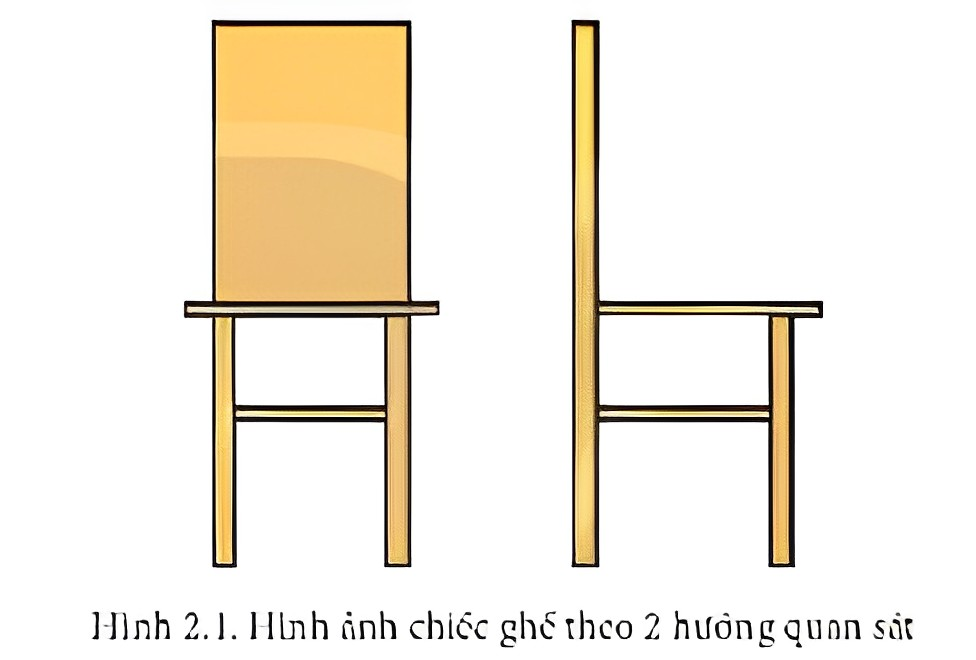 Hình 2.1. Hình ảnh chiếc ghế theo 2 hướng quan sát